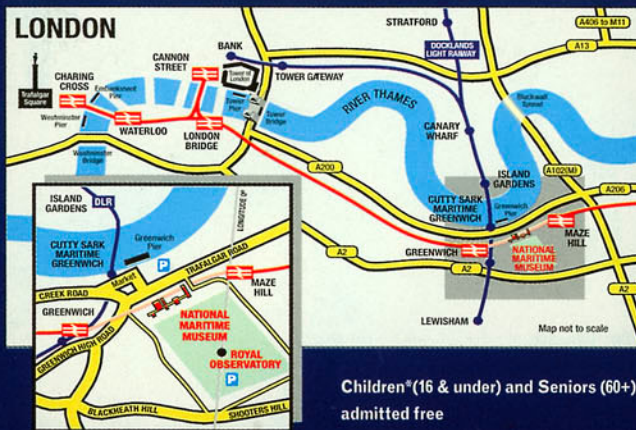 LONDON
STRATFORD
A406 to M11
DOCKLANDS
LIGHT RAILWAY
A13
BANK
CANNON
STREET
Tower of
London
TOWER GATEWAY
CHARING
CROSS
Trafalgar
Square
Embankment
Pier
Westminster
Pier
WATERLOO
LONDON
BRIDGE
Tower
Pier
Tower
Bridge
RIVER THAMES
Blackwall
Tunnel
Westminster
Bridge
CANARY
WHARF
A200
ISLAND
GARDENS
A102(M)
A206
CUTTY SARK
MARITIME
GREENWICH
Greenwich
Pier
MAZE
HILL
GREENWICH
NATIONAL
MARITIME
MUSEUM
A2
A2
A2
LEWISHAM
Map not to scale
ISLAND
GARDENS
DLR
LONGITUDE 0°
CUTTY SARK
MARITIME
GREENWICH
Greenwich
Pier
P
TRAFALGAR ROAD
Market
MAZE
HILL
CREEK ROAD
GREENWICH
NATIONAL
MARITIME
MUSEUM
GREENWICH HIGH ROAD
ROYAL
OBSERVATORY
P
BLACKHEATH HILL
SHOOTERS HILL
Children*(16 & under) and Seniors (60+)
admitted free